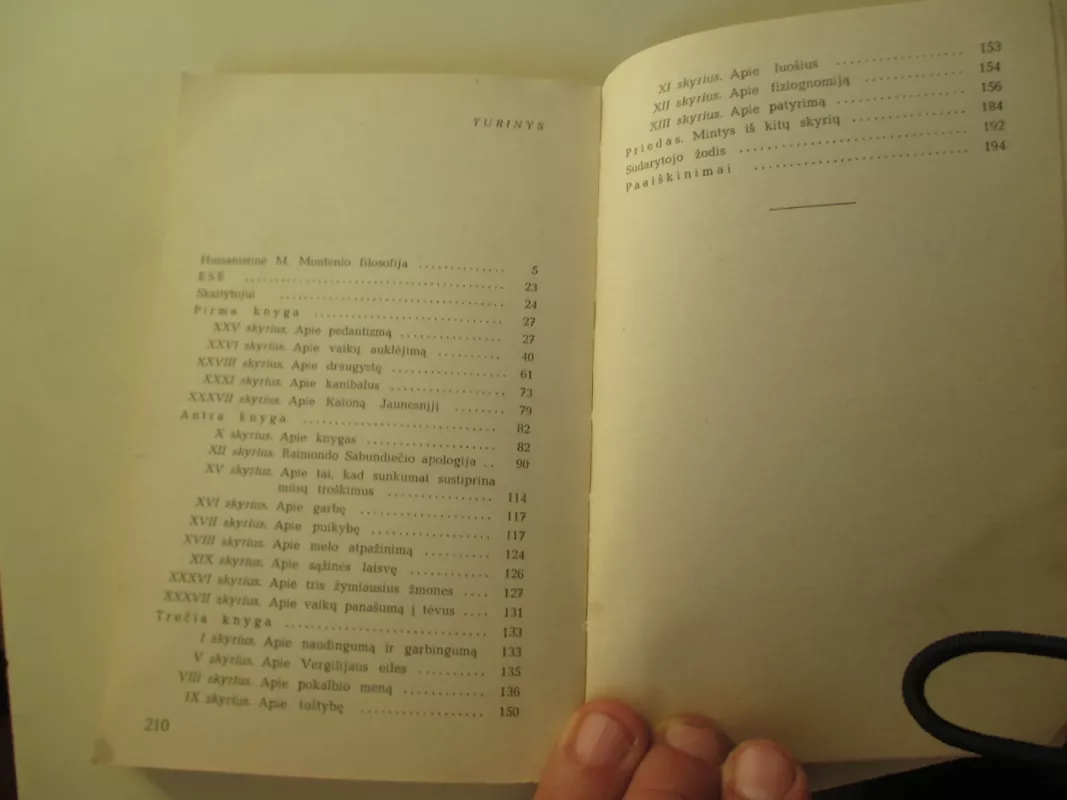 TURINYS
Humanistinė M. Montenio filosofija .............. 5
ESĖ .............. 23
Skaitytojui .............. 24
Pirma knyga .............. 27
XXV skyrius. Apie pedantizmą .............. 27
XXVI skyrius. Apie vaikų auklėjimą .......... 40
XXVIII skyrius. Apie draugystę .............. 61
XXXI skyrius. Apie kanibalus .............. 73
XXXVII skyrius. Apie Katoną Jaunesnįjį ........ 79
Antra knyga .............. 82
X skyrius. Apie knygas .............. 82
XII skyrius. Raimondo Sabundiečio apologija .. 90
XV skyrius. Apie tai, kad sunkumai sustiprina
mūsų troškimus .............. 114
XVI skyrius. Apie garbę .............. 117
XVII skyrius. Apie puikybę .............. 117
XVIII skyrius. Apie melo atpažinimą .......... 124
XIX skyrius. Apie sąžinės laisvę .......... 126
XXXVI skyrius. Apie tris žymiausius žmones .... 127
XXXVII skyrius. Apie vaikų panašumą į tėvus .... 131
Trečia knyga .............. 133
I skyrius. Apie naudingumą ir garbingumą 133
V skyrius. Apie Vergilijaus eiles .......... 135
VIII skyrius. Apie pokalbio meną .......... 136
IX skyrius. Apie tuštybę .............. 150
210
XI skyrius. Apie luošius .............. 153
XII skyrius. Apie fiziognomiją .............. 154
XIII skyrius. Apie patyrimą .............. 156
Priedas. Mintys iš kitų skyrių .............. 184
Sudarytojo žodis .............. 192
Paaiškinimai .............. 194